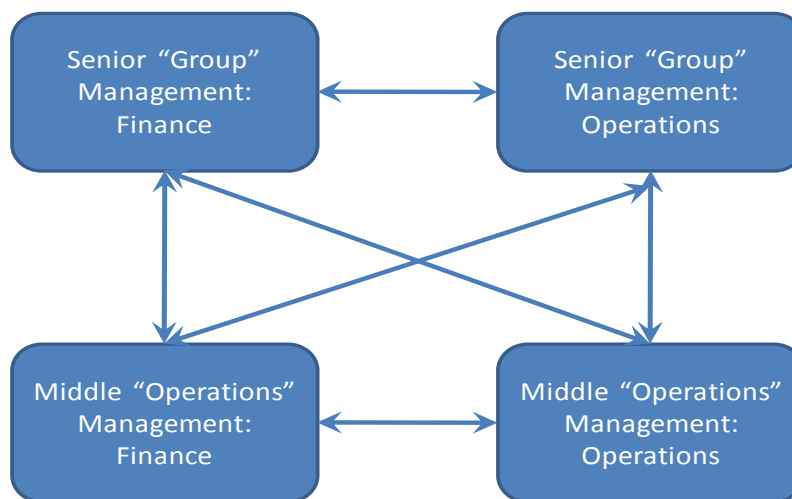 Senior “Group”
Management:
Finance
Senior “Group”
Management:
Operations
Middle “Operations”
Management:
Finance
Middle “Operations”
Management:
Operations